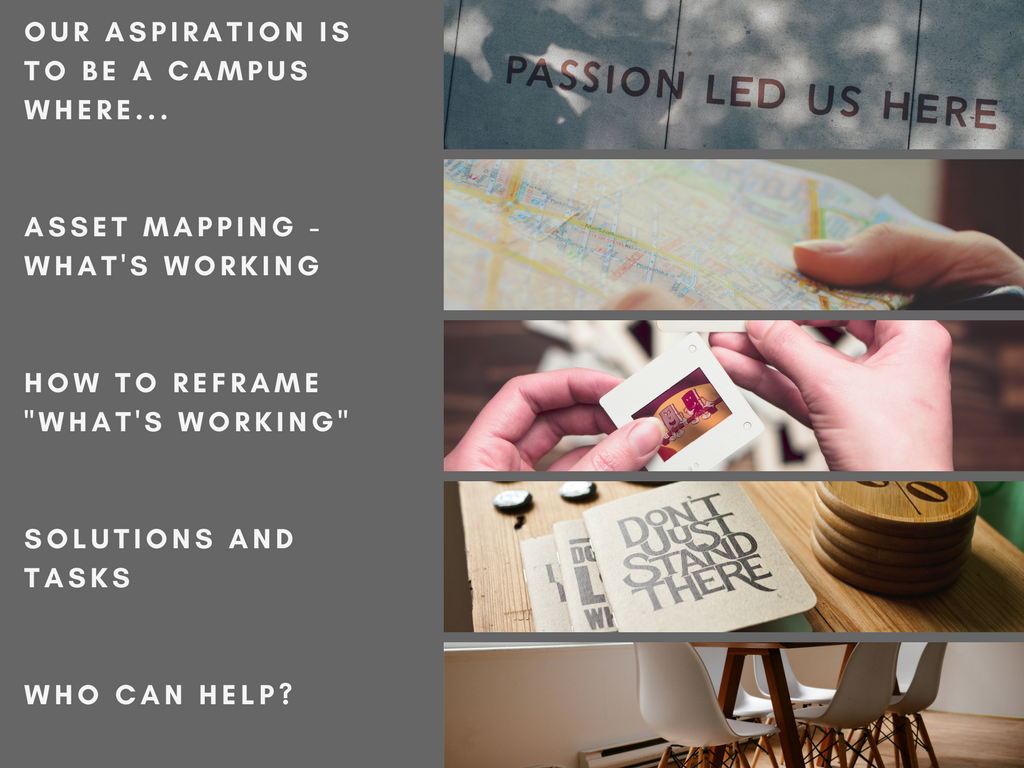 OUR ASPIRATION IS
TO BE A CAMPUS
WHERE...
PASSION LED US HERE
ASSET MAPPING -
WHAT'S WORKING
HOW TO REFRAME
"WHAT'S WORKING"
SOLUTIONS AND
TASKS
DON'T
JUST
STAND
THERE
WHO CAN HELP?